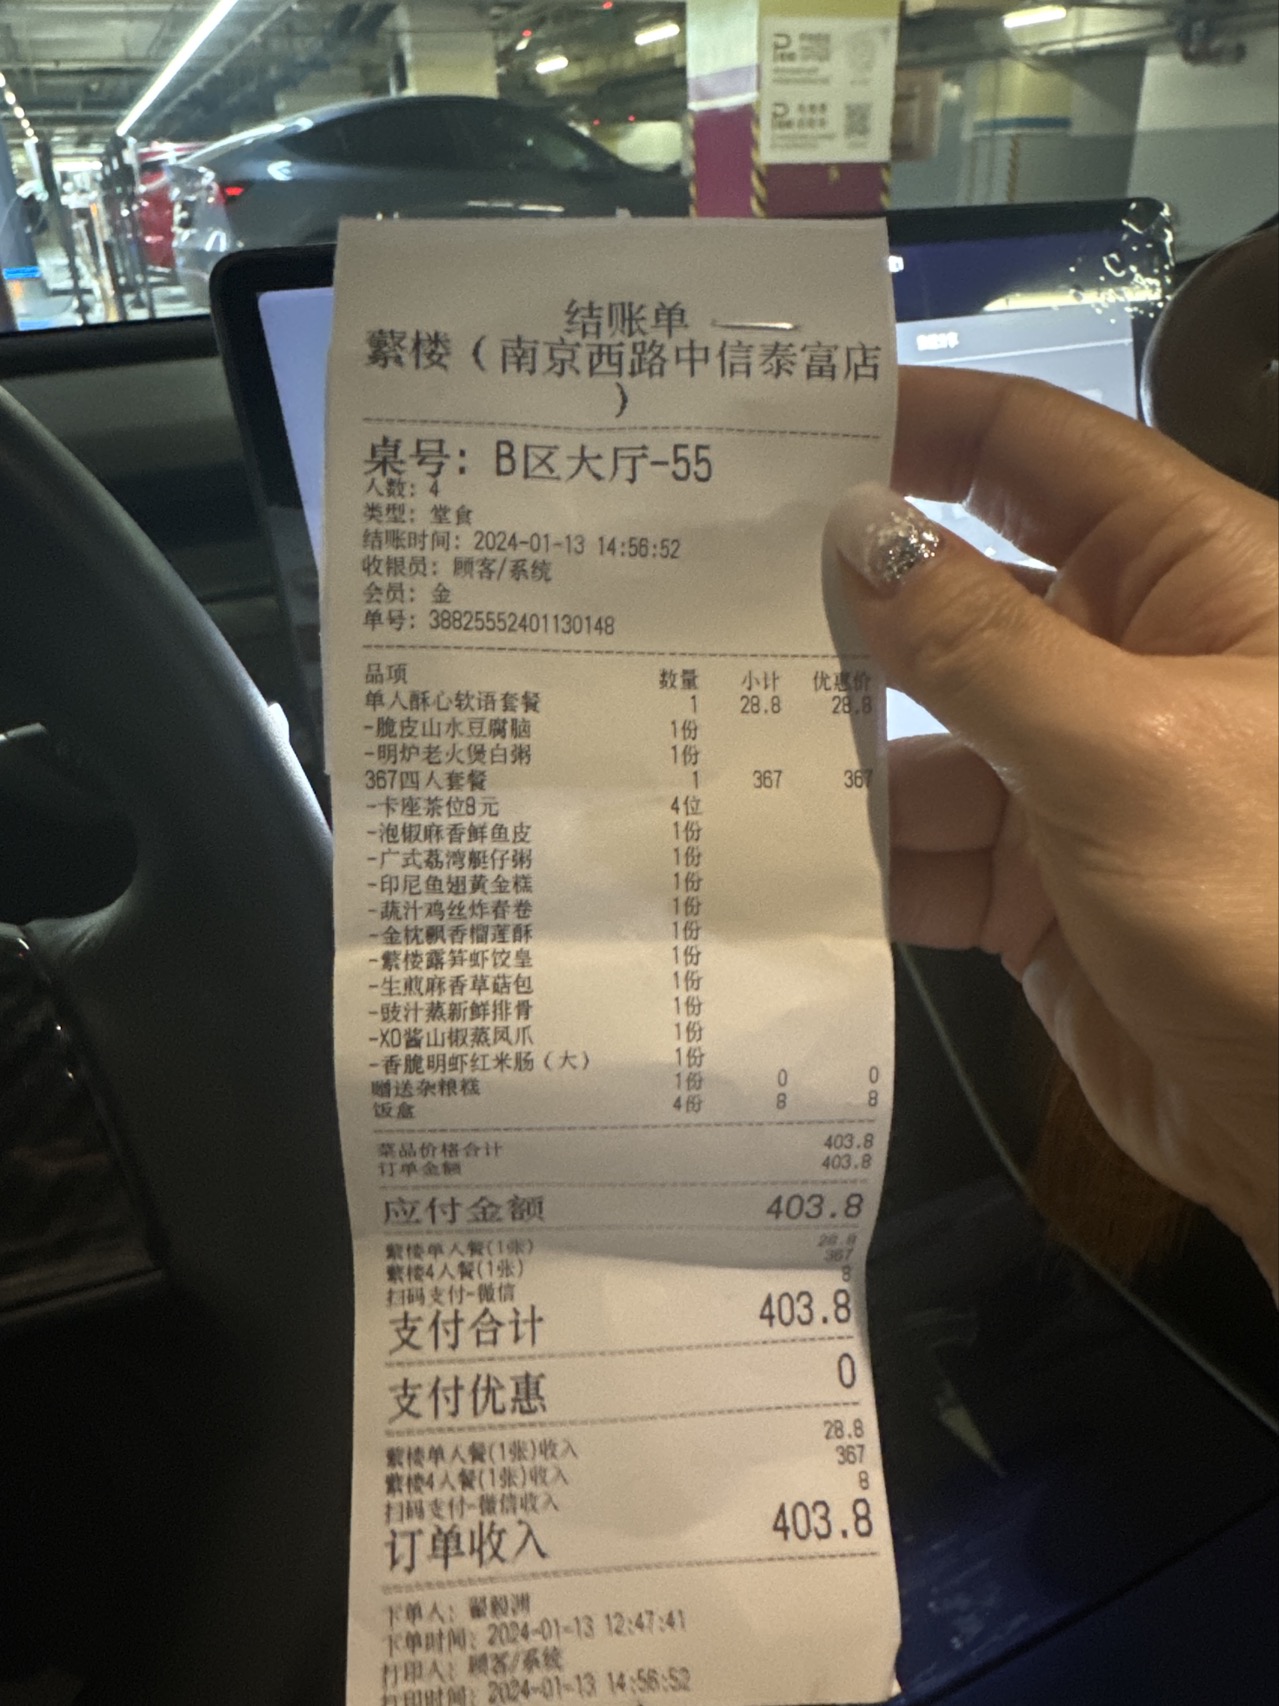 结账单
蘩楼（南京西路中信泰富店
）
桌号：B区大厅-55
人数：4
类型：堂食
结账时间：2024-01-13 14:56:52
收银员：顾客/系统
会员：金
单号：38825552401130148
品项 数量 小计 优惠价
单人酥心软语套餐 1 28.8 28.8
-脆皮山水豆腐脑 1份
-明炉老火煲白粥 1份
367四人套餐 1 367 367
-卡座茶位8元 4位
-泡椒麻香鲜鱼皮 1份
-广式荔湾艇仔粥 1份
-印尼鱼翅黄金糕 1份
-蔬汁鸡丝炸春卷 1份
-金枕飘香榴莲酥 1份
-蘩楼露笋虾饺皇 1份
-生煎麻香草菇包 1份
-豉汁蒸新鲜排骨 1份
-XO酱山椒蒸凤爪 1份
-香脆明虾红米肠（大） 1份
赠送杂粮糕 1份 0 0
饭盒 4份 8 8
菜品价格合计 403.8
订单金额 403.8
应付金额 403.8
蘩楼单人餐(1张) 28.8
蘩楼4人餐(1张) 367
扫码支付-微信 8
支付合计 403.8
支付优惠 0
蘩楼单人餐(1张)收入 28.8
蘩楼4人餐(1张)收入 367
扫码支付-微信收入 8
订单收入 403.8
下单人：
下单时间：2024-01-13 12:47:41
打印人：顾客/系统
打印时间：2024-01-13 14:56:52